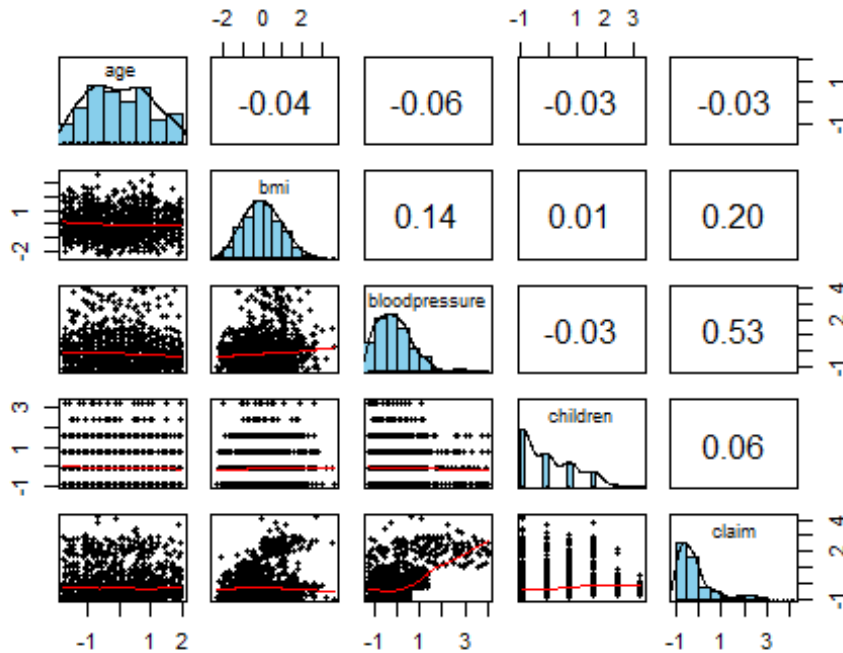 -2 0 2 -1 1 3
age -0.04 -0.06 -0.03 -0.03 -1 1
1 -2 bmi 0.14 0.01 0.20
bloodpressure -0.03 0.53 -1 2 4
3 1 -1 children 0.06
claim -1 2 4
-1 1 2 -1 1 3 -1 1 3